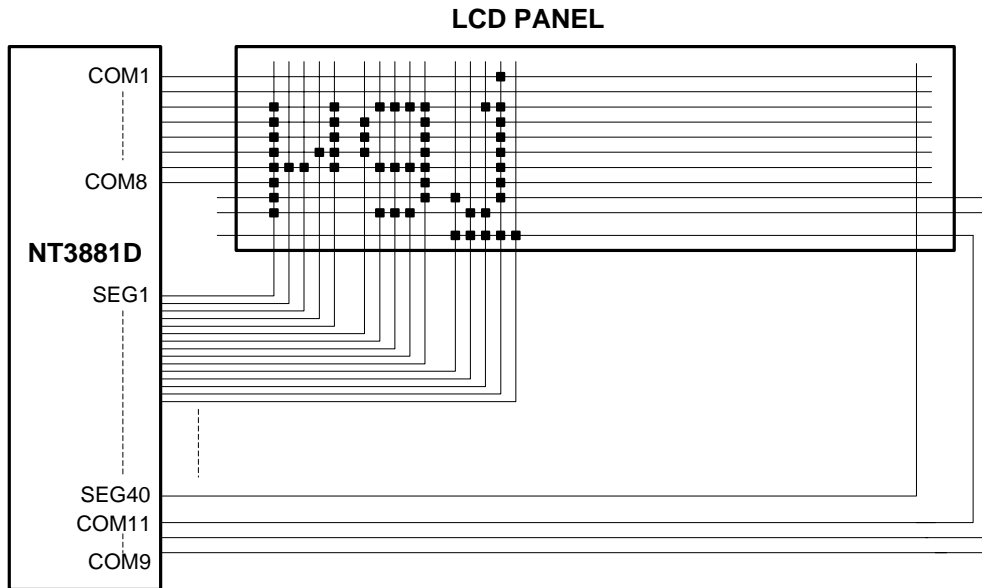 LCD PANEL
COM1
COM8
NT3881D
SEG1
SEG40
COM11
COM9